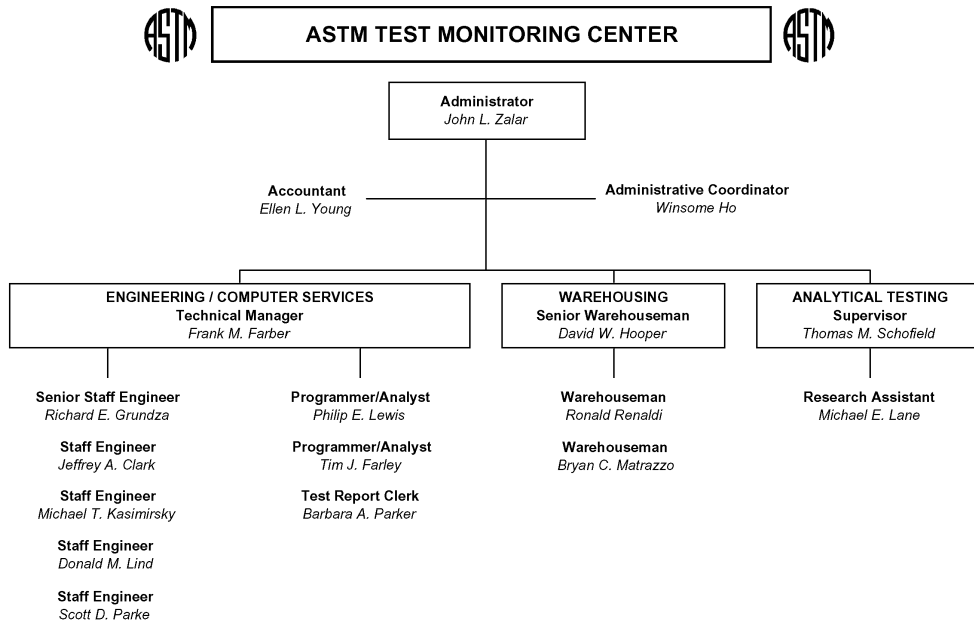 ASTM
ASTM TEST MONITORING CENTER
ASTM
Administrator
John L. Zalar
Accountant
Ellen L. Young
Administrative Coordinator
Winsome Ho
ENGINEERING / COMPUTER SERVICES
Technical Manager
Frank M. Farber
WAREHOUSING
Senior Warehouseman
David W. Hooper
ANALYTICAL TESTING
Supervisor
Thomas M. Schofield
Senior Staff Engineer
Richard E. Grundza
Staff Engineer
Jeffrey A. Clark
Staff Engineer
Michael T. Kasimirsky
Staff Engineer
Donald M. Lind
Staff Engineer
Scott D. Parke
Programmer/Analyst
Philip E. Lewis
Programmer/Analyst
Tim J. Farley
Test Report Clerk
Barbara A. Parker
Warehouseman
Ronald Renaldi
Warehouseman
Bryan C. Matrazzo
Research Assistant
Michael E. Lane